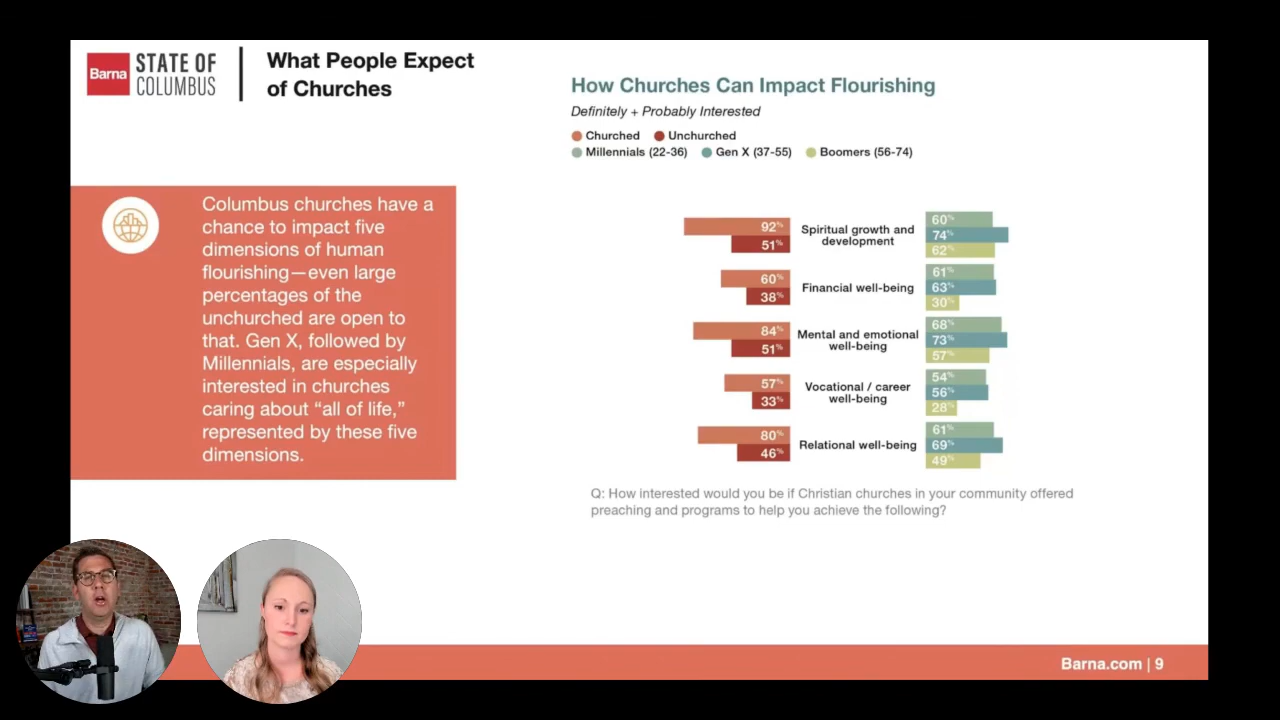 Barna
STATE OF
COLUMBUS
What People Expect
of Churches
Columbus churches have a
chance to impact five
dimensions of human
flourishing—even large
percentages of the
unchurched are open to
that. Gen X, followed by
Millennials, are especially
interested in churches
caring about “all of life,”
represented by these five
dimensions.
How Churches Can Impact Flourishing
Definitely + Probably Interested
Churched Unchurched
Millennials (22-36) Gen X (37-55) Boomers (56-74)
92%
51%
Spiritual growth and
development
60%
74%
62%
60%
38%
Financial well-being
61%
63%
30%
84%
51%
Mental and emotional
well-being
68%
73%
57%
57%
33%
Vocational / career
well-being
54%
56%
28%
80%
46%
Relational well-being
61%
69%
49%
Q: How interested would you be if Christian churches in your community offered
preaching and programs to help you achieve the following?
Barna.com | 9